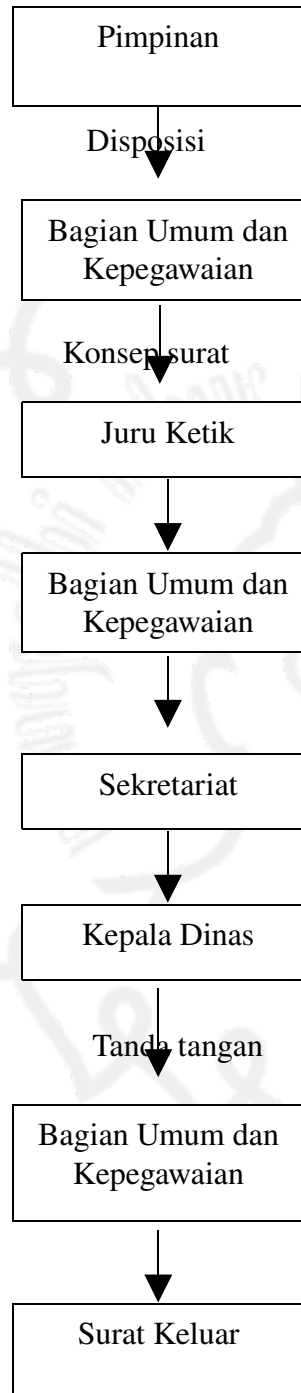 Pimpinan
Disposisi
Bagian Umum dan
Kepegawaian
Konsep surat
Juru Ketik
Bagian Umum dan
Kepegawaian
Sekretariat
Kepala Dinas
Tanda tangan
Bagian Umum dan
Kepegawaian
Surat Keluar